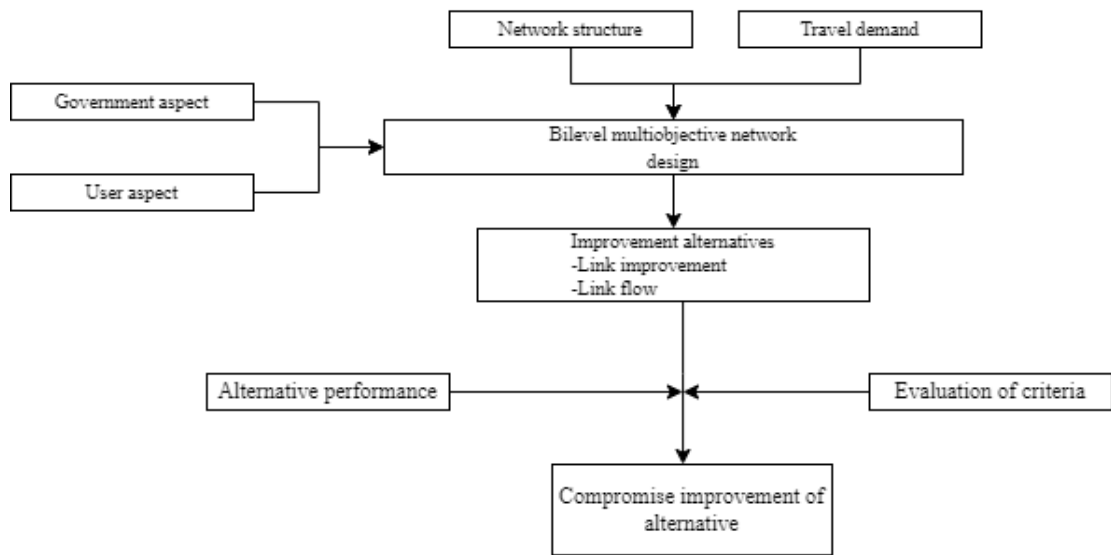 Network structure
Travel demand
Government aspect
Bilevel multiobjective network
design
User aspect
Improvement alternatives
-Link improvement
-Link flow
Alternative performance
Evaluation of criteria
Compromise improvement of
alternative